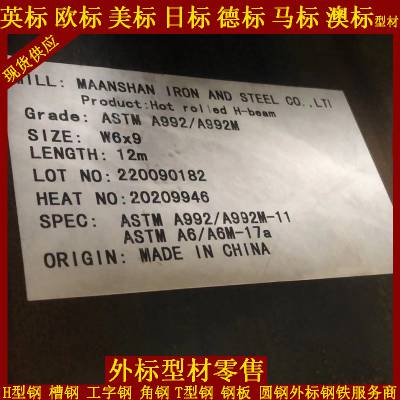 英标 欧标 美标 日标 德标 马标 澳标型材
现货供应
MILL: MAANSHAN IRON AND STEEL CO.,LTI
Product:Hot rolled H-beam
Grade: ASTM A992/A992M
SIZE: W6x9
LENGTH: 12m
LOT NO: 220090182
HEAT NO: 20209946
SPEC: ASTM A992/A992M-11
ASTM A6/A6M-17a
ORIGIN: MADE IN CHINA
外标型材零售
H型钢 槽钢 工字钢 角钢 T型钢 钢板 圆钢外标钢铁服务商